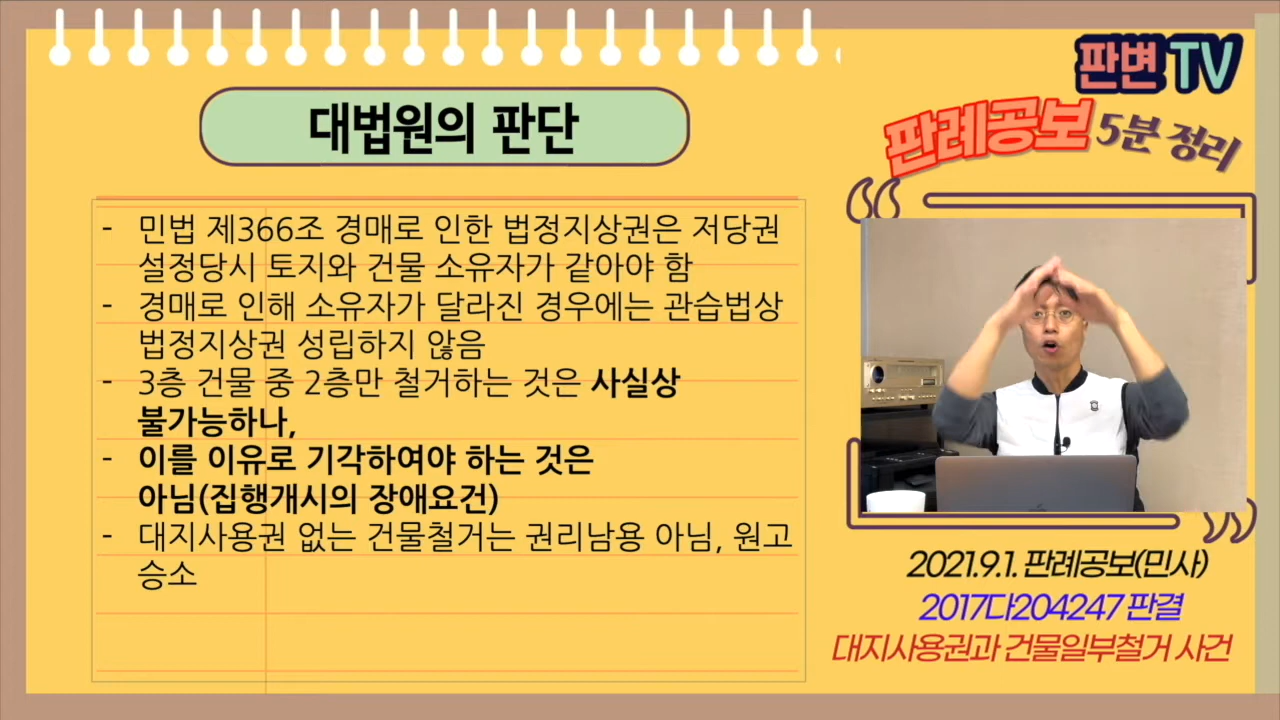 판변 TV
판례공보 5분 정리
대법원의 판단
- 민법 제366조 경매로 인한 법정지상권은 저당권
설정당시 토지와 건물 소유자가 같아야 함
- 경매로 인해 소유자가 달라진 경우에는 관습법상
법정지상권 성립하지 않음
- 3층 건물 중 2층만 철거하는 것은 사실상
불가능하나,
- 이를 이유로 기각하여야 하는 것은
아님(집행개시의 장애요건)
- 대지사용권 없는 건물철거는 권리남용 아님, 원고
승소
2021.9.1. 판례공보(민사)
2017다204247 판결
대지사용권과 건물일부철거 사건